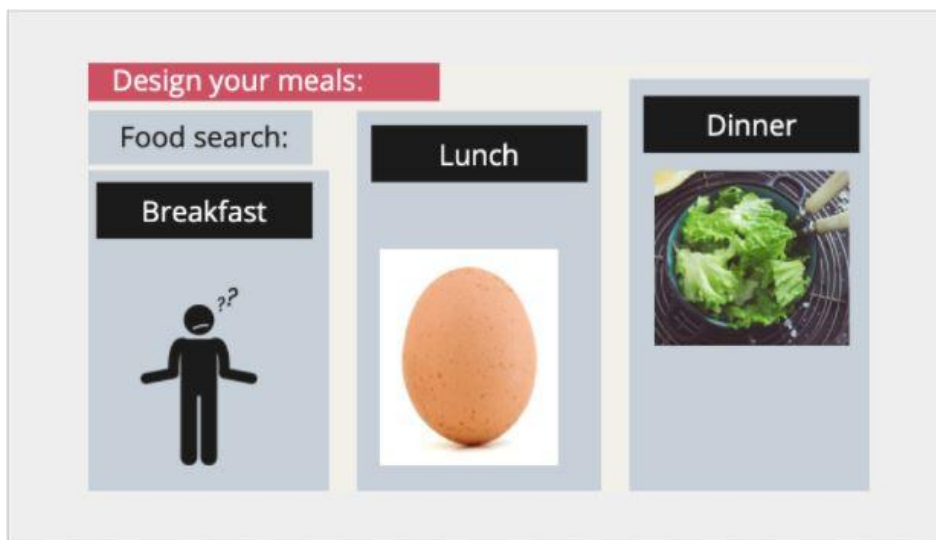 Design your meals:
Food search:
Breakfast
??
Lunch
Dinner